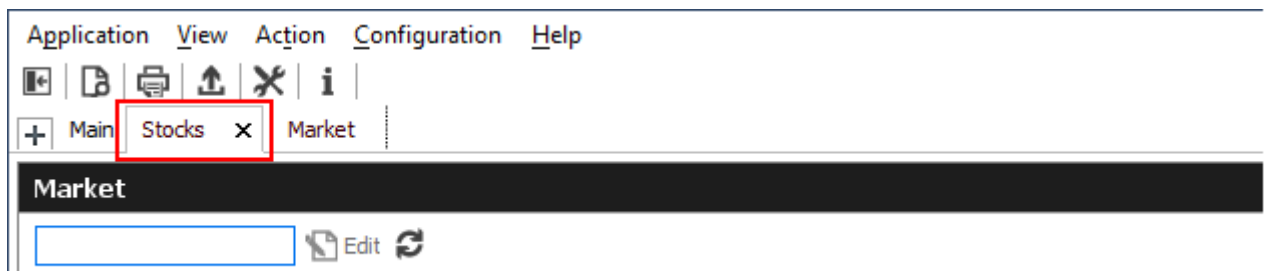 Application View Action Configuration Help
Main Stocks Market
Market
Edit